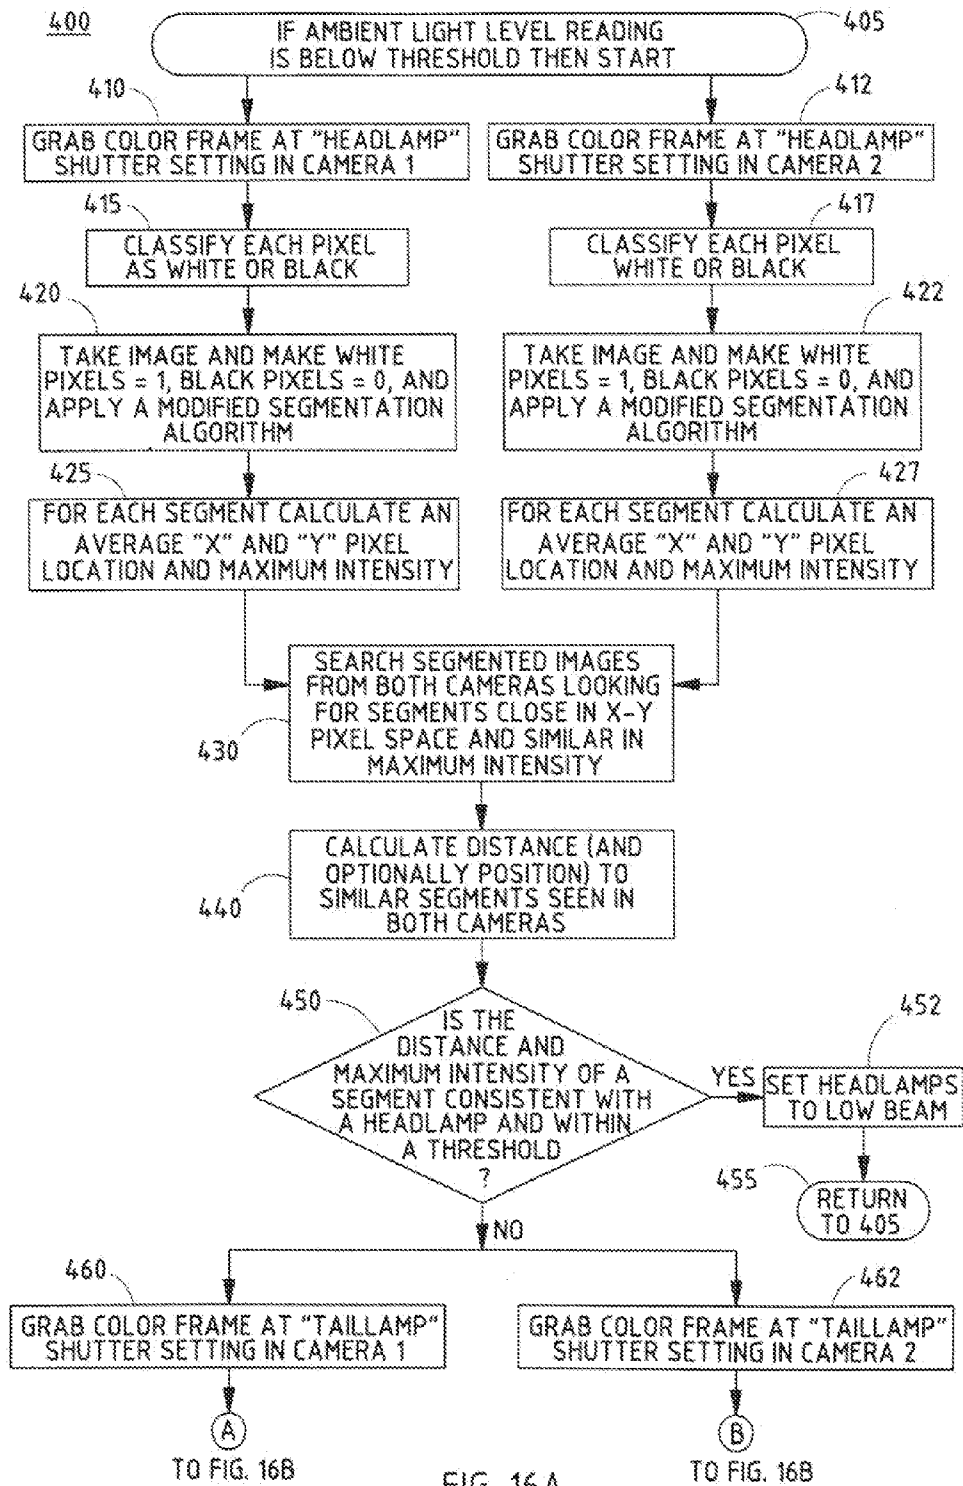 400
IF AMBIENT LIGHT LEVEL READING
IS BELOW THRESHOLD THEN START
405
410
GRAB COLOR FRAME AT "HEADLAMP"
SHUTTER SETTING IN CAMERA 1
412
GRAB COLOR FRAME AT "HEADLAMP"
SHUTTER SETTING IN CAMERA 2
415
CLASSIFY EACH PIXEL
AS WHITE OR BLACK
417
CLASSIFY EACH PIXEL
WHITE OR BLACK
420
TAKE IMAGE AND MAKE WHITE
PIXELS = 1, BLACK PIXELS = 0, AND
APPLY A MODIFIED SEGMENTATION
ALGORITHM
422
TAKE IMAGE AND MAKE WHITE
PIXELS = 1, BLACK PIXELS = 0, AND
APPLY A MODIFIED SEGMENTATION
ALGORITHM
425
FOR EACH SEGMENT CALCULATE AN
AVERAGE "X" AND "Y" PIXEL
LOCATION AND MAXIMUM INTENSITY
427
FOR EACH SEGMENT CALCULATE AN
AVERAGE "X" AND "Y" PIXEL
LOCATION AND MAXIMUM INTENSITY
430
SEARCH SEGMENTED IMAGES
FROM BOTH CAMERAS LOOKING
FOR SEGMENTS CLOSE IN X-Y
PIXEL SPACE AND SIMILAR IN
MAXIMUM INTENSITY
440
CALCULATE DISTANCE (AND
OPTIONALLY POSITION) TO
SIMILAR SEGMENTS SEEN IN
BOTH CAMERAS
450
IS THE
DISTANCE AND
MAXIMUM INTENSITY OF A
SEGMENT CONSISTENT WITH
A HEADLAMP AND WITHIN
A THRESHOLD
?
YES
452
SET HEADLAMPS
TO LOW BEAM
455
RETURN
TO 405
NO
460
GRAB COLOR FRAME AT "TAILLAMP"
SHUTTER SETTING IN CAMERA 1
462
GRAB COLOR FRAME AT "TAILLAMP"
SHUTTER SETTING IN CAMERA 2
A
TO FIG. 16B
B
TO FIG. 16B
FIG. 16A